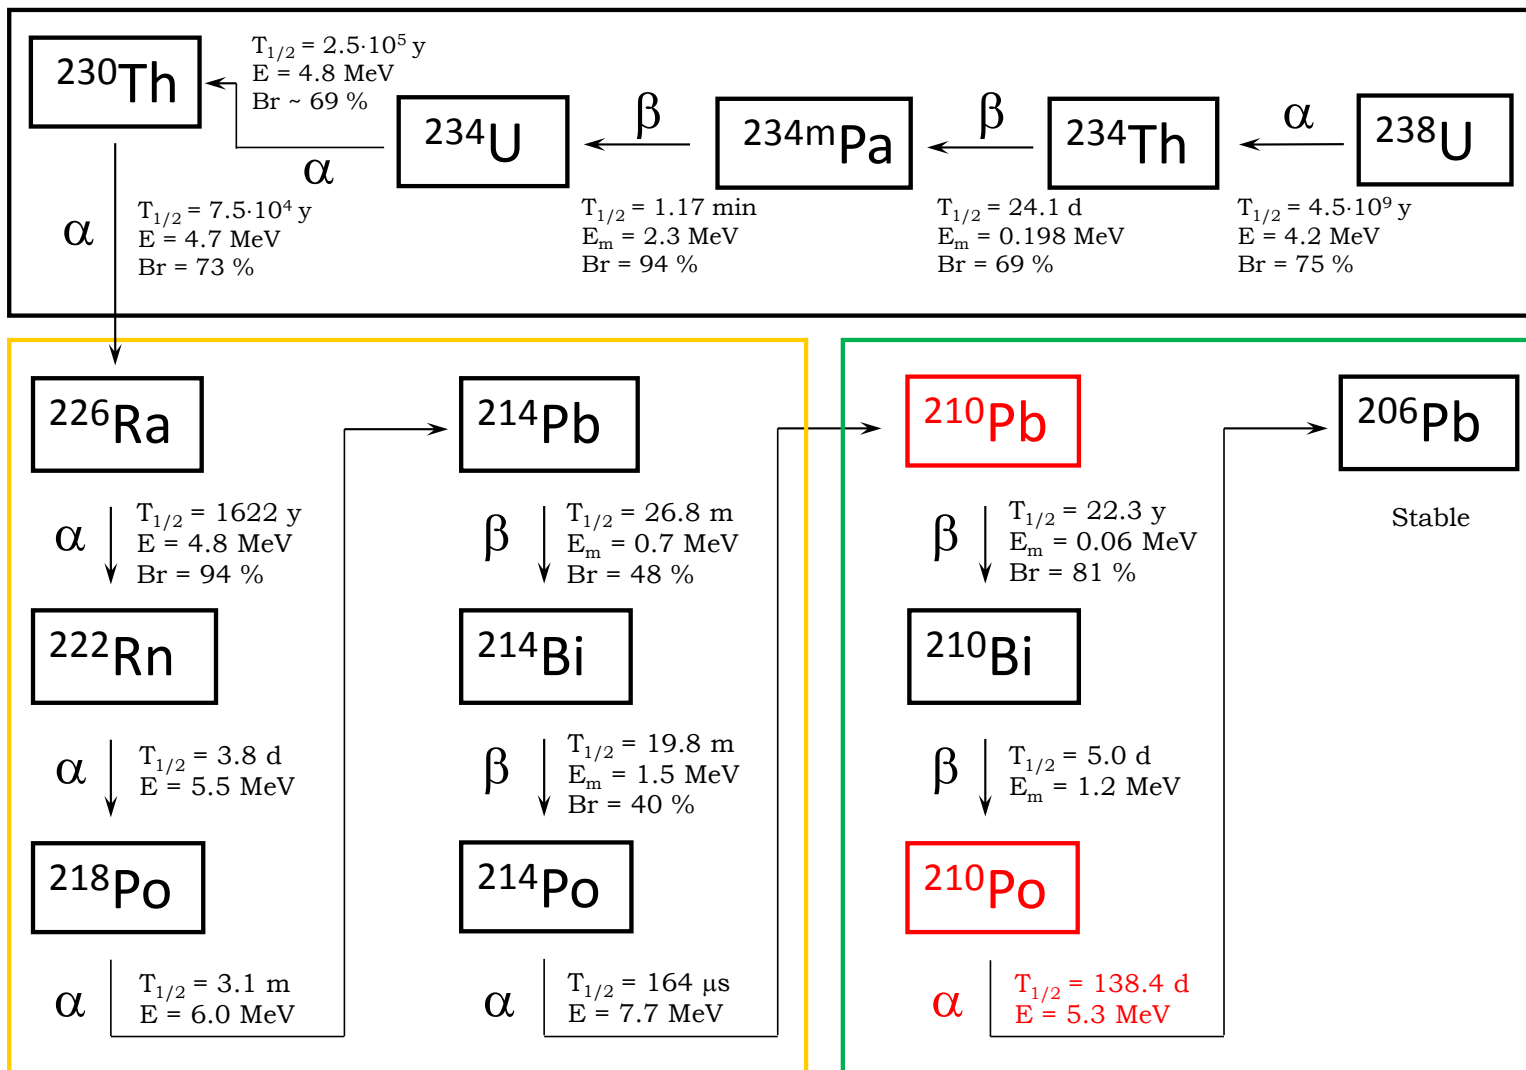 ²³⁰Th
T₁/₂ = 2.5·10⁵ y
E = 4.8 MeV
Br ~ 69 %
α
²³⁴U
β
²³⁴ᵐPa
β
²³⁴Th
α
²³⁸U
α
T₁/₂ = 7.5·10⁴ y
E = 4.7 MeV
Br = 73 %
T₁/₂ = 1.17 min
Eₘ = 2.3 MeV
Br = 94 %
T₁/₂ = 24.1 d
Eₘ = 0.198 MeV
Br = 69 %
T₁/₂ = 4.5·10⁹ y
E = 4.2 MeV
Br = 75 %
²²⁶Ra
α
T₁/₂ = 1622 y
E = 4.8 MeV
Br = 94 %
²²²Rn
α
T₁/₂ = 3.8 d
E = 5.5 MeV
²¹⁸Po
α
T₁/₂ = 3.1 m
E = 6.0 MeV
²¹⁴Pb
β
T₁/₂ = 26.8 m
Eₘ = 0.7 MeV
Br = 48 %
²¹⁴Bi
β
T₁/₂ = 19.8 m
Eₘ = 1.5 MeV
Br = 40 %
²¹⁴Po
α
T₁/₂ = 164 μs
E = 7.7 MeV
²¹⁰Pb
β
T₁/₂ = 22.3 y
Eₘ = 0.06 MeV
Br = 81 %
²¹⁰Bi
β
T₁/₂ = 5.0 d
Eₘ = 1.2 MeV
²¹⁰Po
α
T₁/₂ = 138.4 d
E = 5.3 MeV
²⁰⁶Pb
Stable